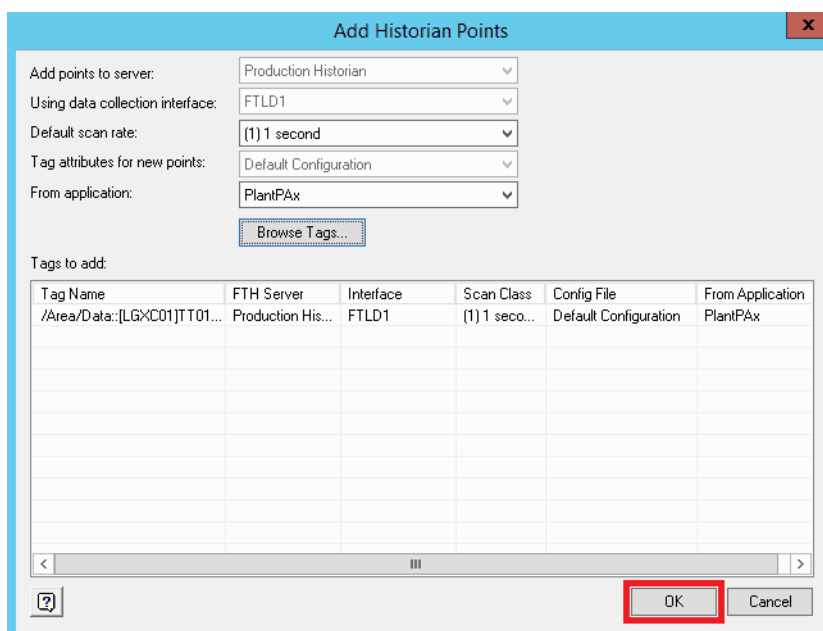 Add Historian Points
x
Add points to server: Production Historian
Using data collection interface: FTLD1
Default scan rate: (1) 1 second
Tag attributes for new points: Default Configuration
From application: PlantPAx
Browse Tags...
Tags to add:
Tag Name FTH Server Interface Scan Class Config File From Application
/Area/Data::[LGXC01]TT01... Production His... FTLD1 (1) 1 seco... Default Configuration PlantPAx
? OK Cancel